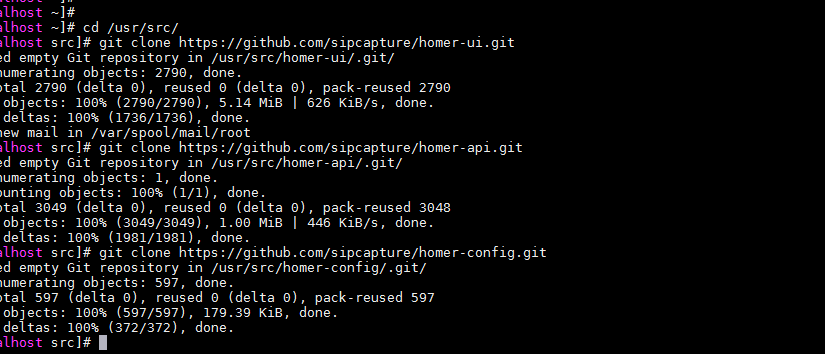 alhost ~]#
alhost ~]# cd /usr/src/
alhost src]# git clone https://github.com/sipcapture/homer-ui.git
ed empty Git repository in /usr/src/homer-ui/.git/
numerating objects: 2790, done.
otal 2790 (delta 0), reused 0 (delta 0), pack-reused 2790
objects: 100% (2790/2790), 5.14 MiB | 626 KiB/s, done.
deltas: 100% (1736/1736), done.
new mail in /var/spool/mail/root
alhost src]# git clone https://github.com/sipcapture/homer-api.git
ed empty Git repository in /usr/src/homer-api/.git/
numerating objects: 1, done.
ounting objects: 100% (1/1), done.
otal 3049 (delta 0), reused 0 (delta 0), pack-reused 3048
objects: 100% (3049/3049), 1.00 MiB | 446 KiB/s, done.
deltas: 100% (1981/1981), done.
alhost src]# git clone https://github.com/sipcapture/homer-config.git
ed empty Git repository in /usr/src/homer-config/.git/
numerating objects: 597, done.
otal 597 (delta 0), reused 0 (delta 0), pack-reused 597
objects: 100% (597/597), 179.39 KiB, done.
deltas: 100% (372/372), done.
alhost src]#